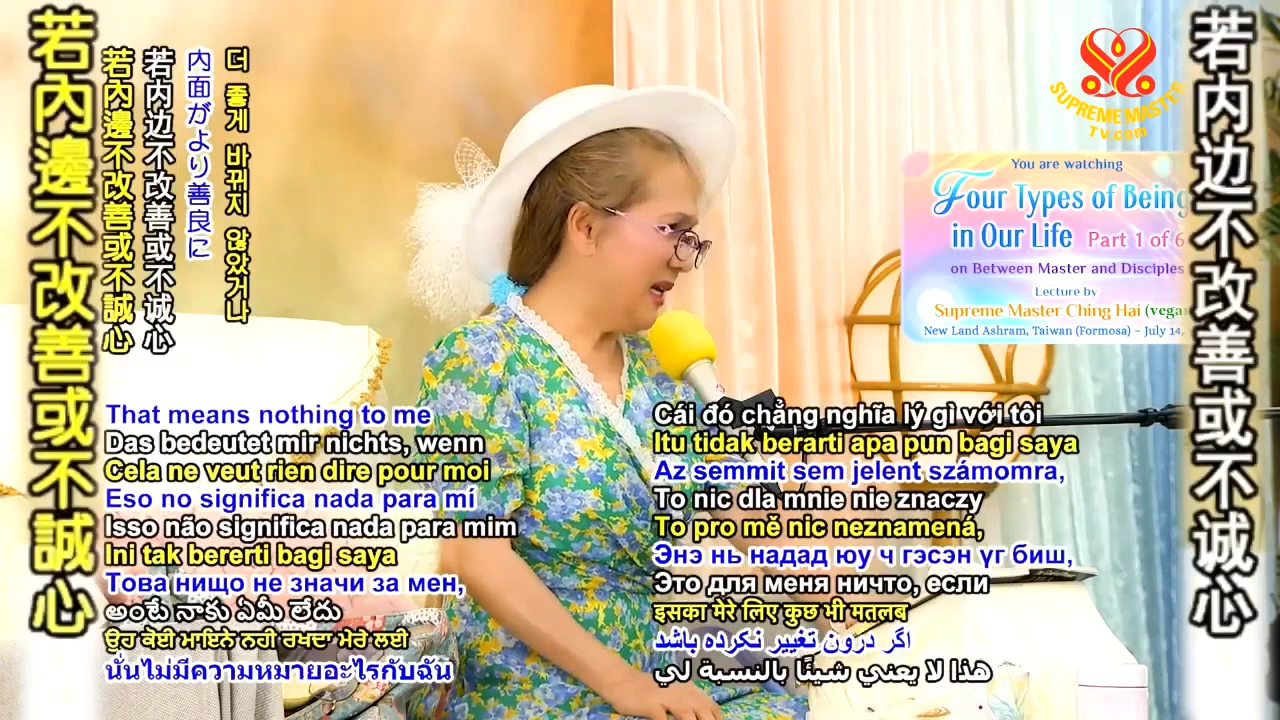 若內邊不改善或不誠心
若內邊不改善或不誠心
若内边不改善或不诚心
内面がより善良に
더 좋게 바뀌지 않았거나
SUPREME MASTER
TV.com
You are watching
Four Types of Being
in Our Life Part 1 of 6
on Between Master and Disciples
Lecture by
Supreme Master Ching Hai (vegan
New Land Ashram, Taiwan (Formosa) – July 14,
若内边不改善或不诚心
That means nothing to me
Das bedeutet mir nichts, wenn
Cela ne veut rien dire pour moi
Eso no significa nada para mí
Isso não significa nada para mim
Ini tak bererti bagi saya
Това нищо не значи за мен,
అంటే నాకు ఏమీ లేదు
ਉਹ ਕੋਈ ਮਾਇਨੇ ਨਹੀਂ ਰਖਦਾ ਮੇਰੇ ਲਈ
นั่นไม่มีความหมายอะไรกับฉัน
Cái đó chẳng nghĩa lý gì với tôi
Itu tidak berarti apa pun bagi saya
Az semmit sem jelent számomra,
To nic dla mnie nie znaczy
To pro mě nic neznamená,
Энэ нь надад юу ч гэсэн үг биш,
Это для меня ничто, если
इसका मेरे लिए कुछ भी मतलब
اگر درون تغییر نکرده باشد
هذا لا يعني شيئًا بالنسبة لي